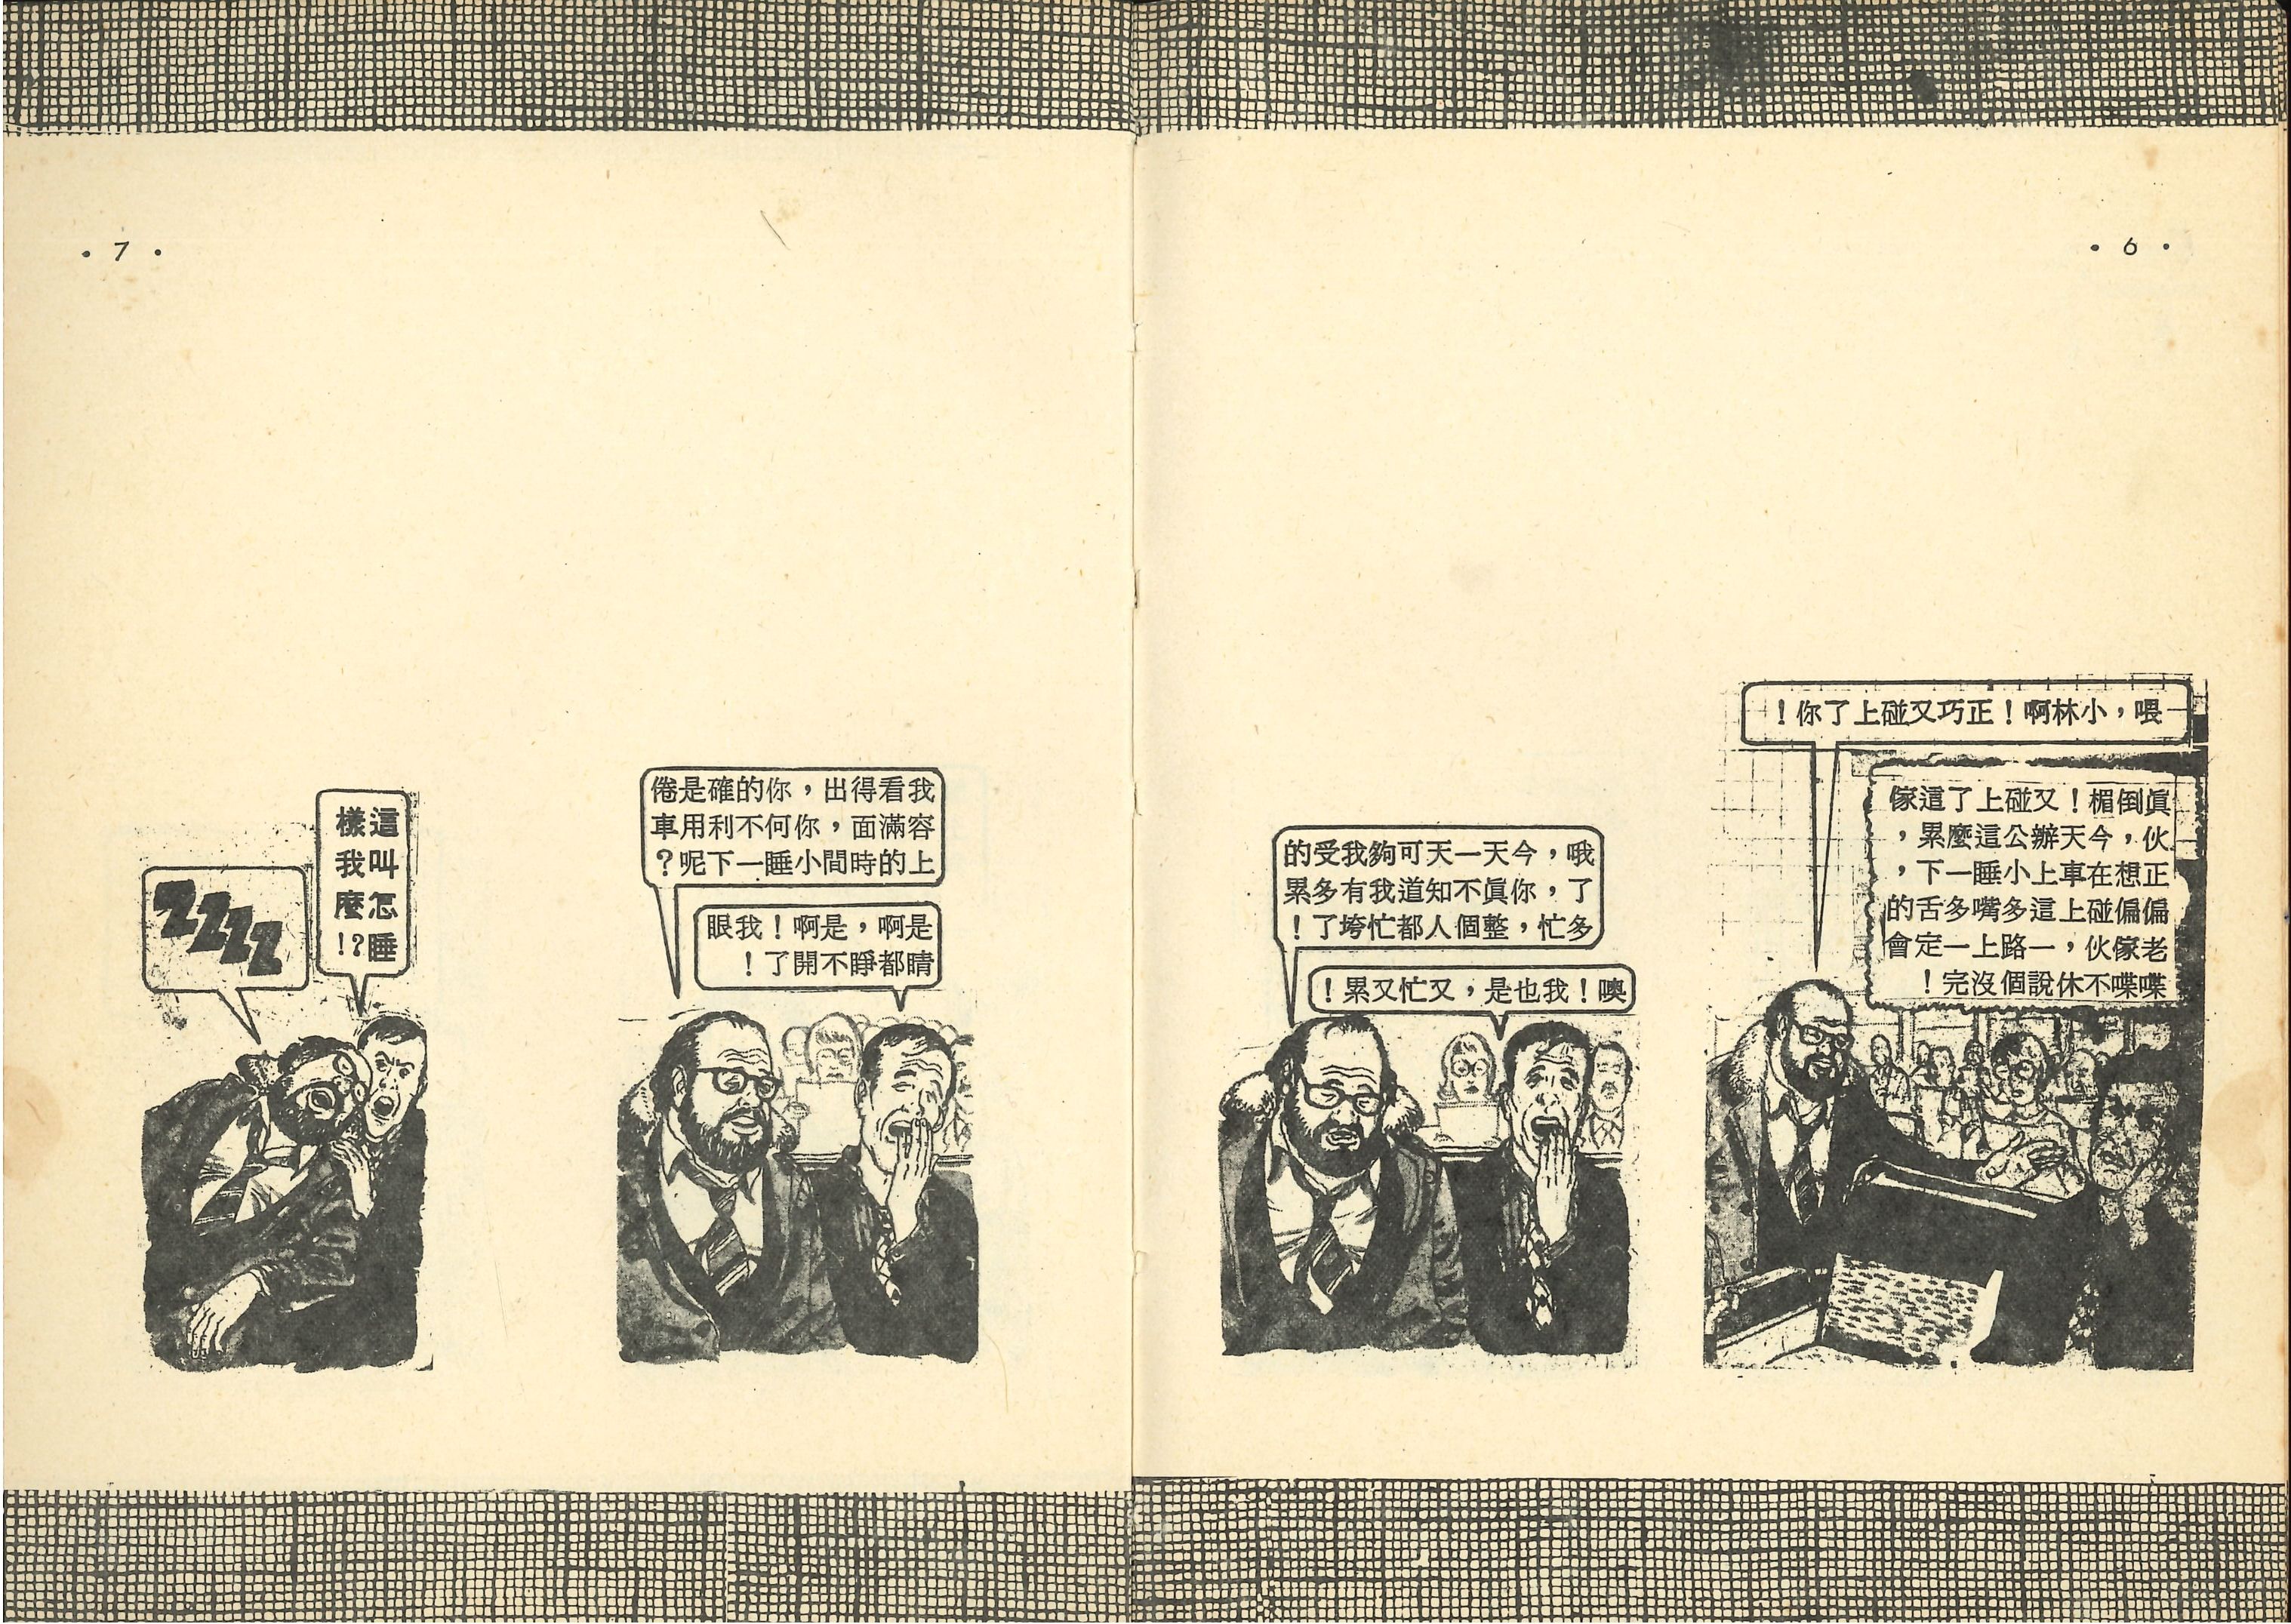 ·6·
喂，小林啊！正巧又碰上了你！
眞倒楣！又碰上了這傢
伙，今天辦公這麼累，
正想在車上小睡一下，
偏偏碰上這多嘴多舌的
老傢伙，一路上一定會
喋喋不休說個沒完！
哦，今天一天可夠我受的
了，你眞不知道我有多累
多忙，整個人都忙垮了！
噢！我也是，又忙又累！
·7·
我看得出，你的確是倦
容滿面，你何不利用車
上的時間小睡一下呢？
是啊，是啊！我眼
睛都睜不開了！
這叫怎睡
樣我麼？！
ZZZZ